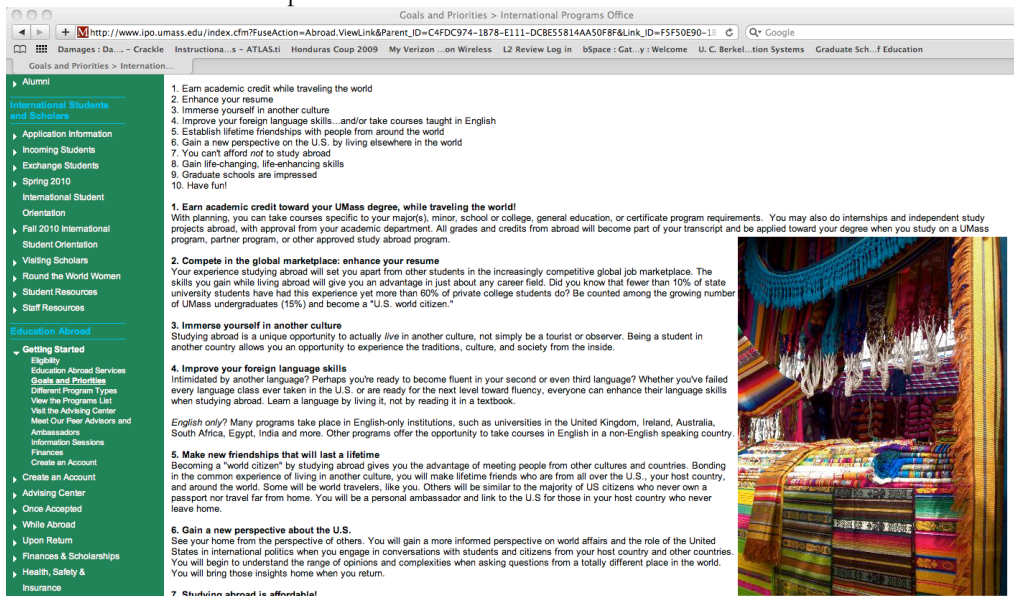 Goals and Priorities > International Programs Office
http://www.ipo.umass.edu/index.cfm?FuseAction=Abroad.ViewLink&Parent_ID=C4FDC974-1B78-E111-DCBE55814AA50F8F&Link_ID=F5F50E90-1B
Google
Damages : Da.... – Crackle Instructiona...s – ATLAS.ti Honduras Coup 2009 My Verizon ...on Wireless L2 Review Log in bSpace : Gat...y : Welcome U. C. Berkel...tion Systems Graduate Sch...f Education
Goals and Priorities > Internation...
Alumni
International Students
and Scholars
Application Information
Incoming Students
Exchange Students
Spring 2010
International Student
Orientation
Fall 2010 International
Student Orientation
Visiting Scholars
Round the World Women
Student Resources
Staff Resources
Education Abroad
Getting Started
Eligibility
Education Abroad Services
Goals and Priorities
Different Program Types
View the Programs List
Visit the Advising Center
Meet Our Peer Advisors and
Ambassadors
Information Sessions
Finances
Create an Account
Create an Account
Advising Center
Once Accepted
While Abroad
Upon Return
Finances & Scholarships
Health, Safety &
Insurance
1. Earn academic credit while traveling the world
2. Enhance your resume
3. Immerse yourself in another culture
4. Improve your foreign language skills...and/or take courses taught in English
5. Establish lifetime friendships with people from around the world
6. Gain a new perspective on the U.S. by living elsewhere in the world
7. You can't afford not to study abroad
8. Gain life-changing, life-enhancing skills
9. Graduate schools are impressed
10. Have fun!
1. Earn academic credit toward your UMass degree, while traveling the world!
With planning, you can take courses specific to your major(s), minor, school or college, general education, or certificate program requirements. You may also do internships and independent study
projects abroad, with approval from your academic department. All grades and credits from abroad will become part of your transcript and be applied toward your degree when you study on a UMass
program, partner program, or other approved study abroad program.
2. Compete in the global marketplace: enhance your resume
Your experience studying abroad will set you apart from other students in the increasingly competitive global job marketplace. The
skills you gain while living abroad will give you an advantage in just about any career field. Did you know that fewer than 10% of state
university students have had this experience yet more than 60% of private college students do? Be counted among the growing number
of UMass undergraduates (15%) and become a "U.S. world citizen."
3. Immerse yourself in another culture
Studying abroad is a unique opportunity to actually live in another culture, not simply be a tourist or observer. Being a student in
another country allows you an opportunity to experience the traditions, culture, and society from the inside.
4. Improve your foreign language skills
Intimidated by another language? Perhaps you're ready to become fluent in your second or even third language? Whether you've failed
every language class ever taken in the U.S. or are ready for the next level toward fluency, everyone can enhance their language skills
when studying abroad. Learn a language by living it, not by reading it in a textbook.
English only? Many programs take place in English-only institutions, such as universities in the United Kingdom, Ireland, Australia,
South Africa, Egypt, India and more. Other programs offer the opportunity to take courses in English in a non-English speaking country.
5. Make new friendships that will last a lifetime
Becoming a "world citizen" by studying abroad gives you the advantage of meeting people from other cultures and countries. Bonding
in the common experience of living in another culture, you will make lifetime friends who are from all over the U.S., your host country,
and around the world. Some will be world travelers, like you. Others will be similar to the majority of US citizens who never own a
passport nor travel far from home. You will be a personal ambassador and link to the U.S for those in your host country who never
leave home.
6. Gain a new perspective about the U.S.
See your home from the perspective of others. You will gain a more informed perspective on world affairs and the role of the United
States in international politics when you engage in conversations with students and citizens from your host country and other countries.
You will begin to understand the range of opinions and complexities when asking questions from a totally different place in the world.
You will bring those insights home when you return.
7. Studying abroad is affordable!